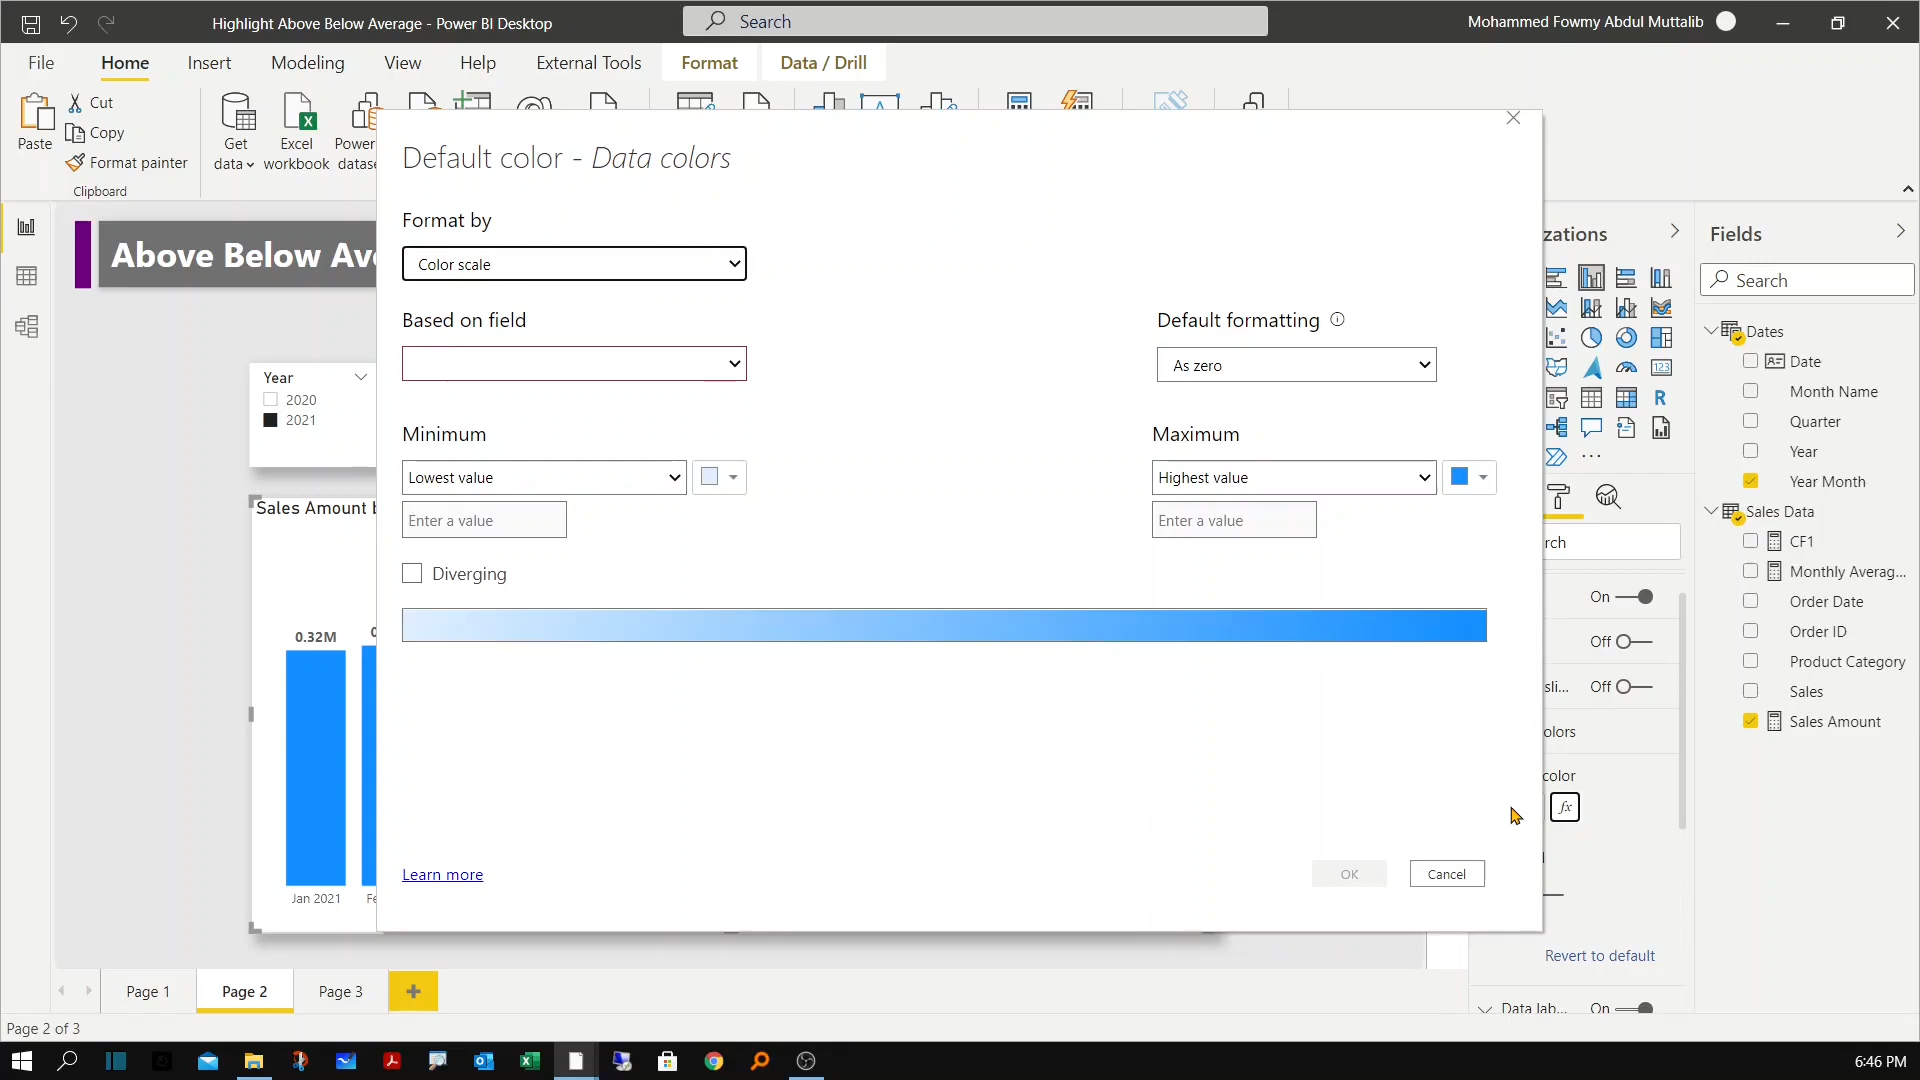 Highlight Above Below Average - Power BI Desktop
Search
Mohammed Fowmy Abdul Muttalib
File
Home
Insert
Modeling
View
Help
External Tools
Format
Data / Drill
Paste
Cut
Copy
Format painter
Clipboard
Get
data
Excel
workbook
Power
datase
Default color - Data colors
Format by
Color scale
Based on field
Default formatting
As zero
Minimum
Maximum
Lowest value
Highest value
Enter a value
Enter a value
Diverging
Learn more
OK
Cancel
Above Below Av
Year
2020
2021
Sales Amount b
0.32M
0
Jan 2021
Fe
zations
123
R
rch
On
Off
sli...
Off
olors
color
fx
Revert to default
Data lab...
On
Fields
Search
Dates
Date
Month Name
Quarter
Year
Year Month
Sales Data
CF1
Monthly Averag...
Order Date
Order ID
Product Category
Sales
Sales Amount
Page 1
Page 2
Page 3
Page 2 of 3
6:46 PM